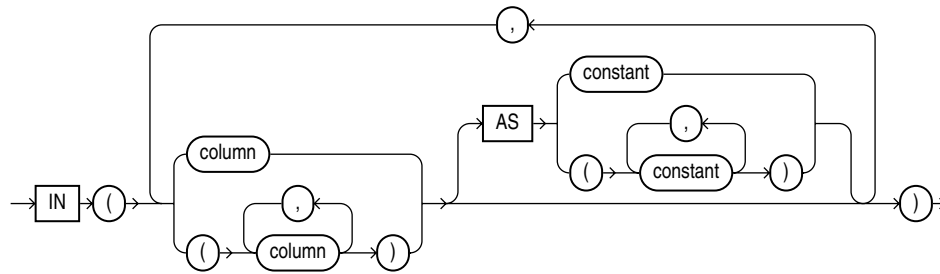 ,
constant
AS
,
column
( constant )
IN (
,
)
( column )